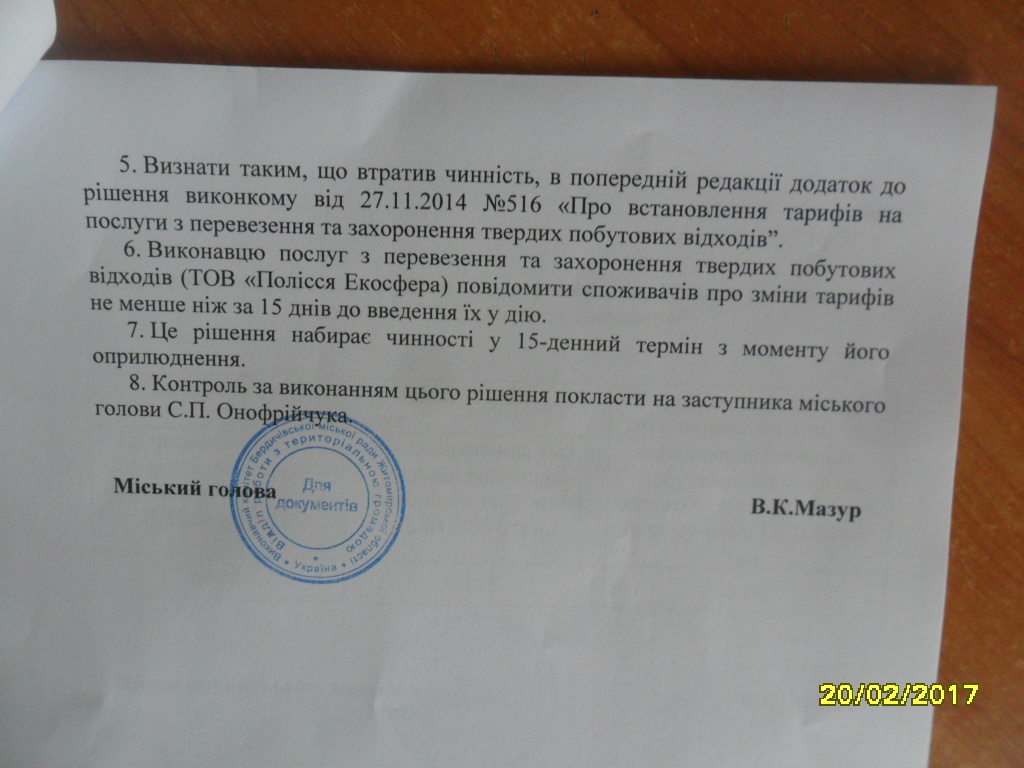 5. Визнати таким, що втратив чинність, в попередній редакції додаток до
рішення виконкому від 27.11.2014 №516 «Про встановлення тарифів на
послуги з перевезення та захоронення твердих побутових відходів”.
6. Виконавцю послуг з перевезення та захоронення твердих побутових
відходів (ТОВ «Полісся Екосфера) повідомити споживачів про зміни тарифів
не менше ніж за 15 днів до введення їх у дію.
7. Це рішення набирає чинності у 15-денний термін з моменту його
оприлюднення.
8. Контроль за виконанням цього рішення покласти на заступника міського
голови С.П. Онофрійчука.
Міський голова
В.К.Мазур
Виконавчий комітет Бердичівської міської ради Житомирської області
* Україна *
Відділ роботи з територіальною громадою
Для
документів
20/02/2017